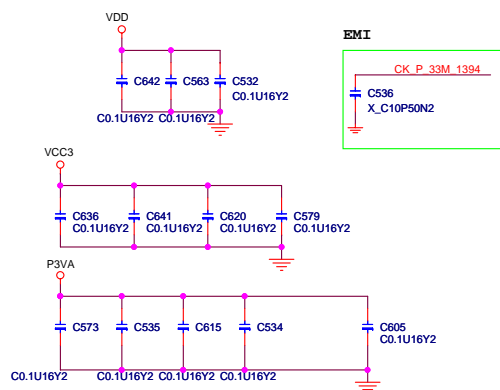 VDD
EMI
CK_P_33M_1394
C642 C563 C532
C0.1U16Y2
C536
X_C10P50N2
C0.1U16Y2 C0.1U16Y2
VCC3
C636 C641 C620 C579
C0.1U16Y2 C0.1U16Y2 C0.1U16Y2 C0.1U16Y2
P3VA
C573 C535 C615 C534 C605
C0.1U16Y2
C0.1U16Y2 C0.1U16Y2 C0.1U16Y2 C0.1U16Y2